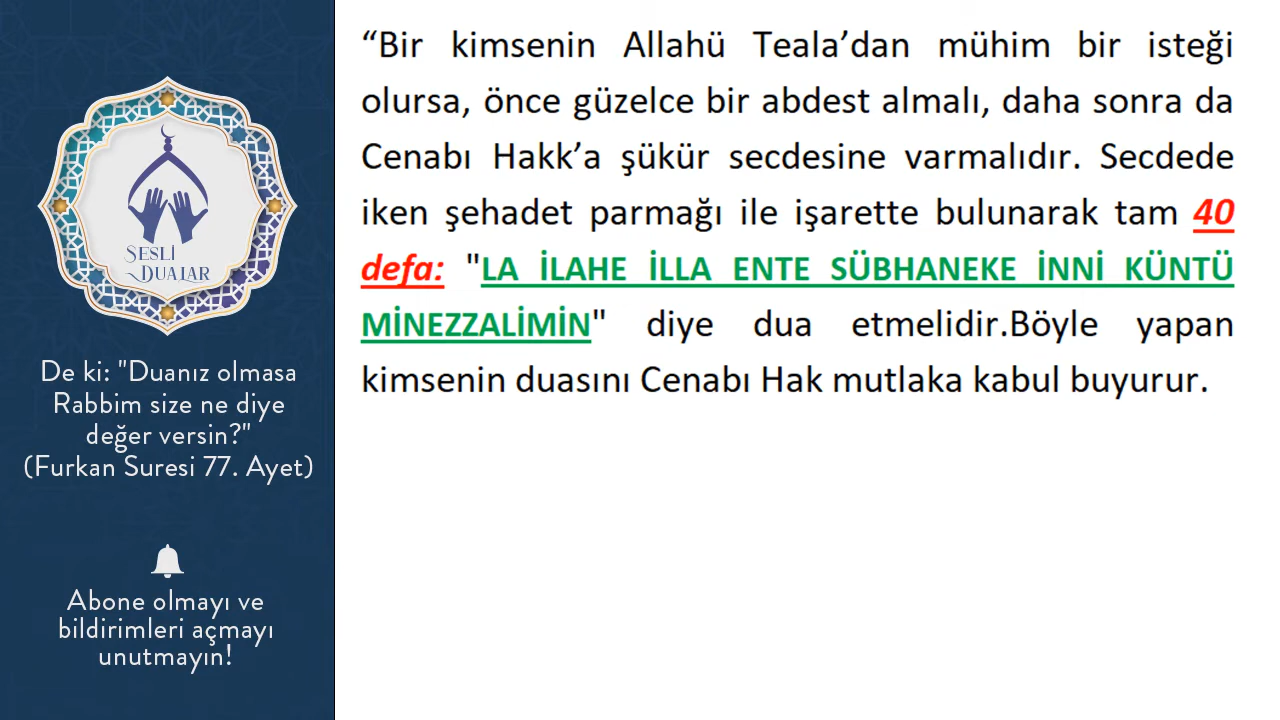 SESLİ
DUALAR
De ki: "Duanız olmasa
Rabbim size ne diye
değer versin?"
(Furkan Suresi 77. Ayet)
Abone olmayı ve
bildirimleri açmayı
unutmayın!
“Bir kimsenin Allahü Teala’dan mühim bir isteği
olursa, önce güzelce bir abdest almalı, daha sonra da
Cenabı Hakk’a şükür secdesine varmalıdır. Secdede
iken şehadet parmağı ile işarette bulunarak tam 40
defa: "LA İLAHE İLLA ENTE SÜBHANEKE İNNİ KÜNTÜ
MİNEZZALİMİN" diye dua etmelidir.Böyle yapan
kimsenin duasını Cenabı Hak mutlaka kabul buyurur.